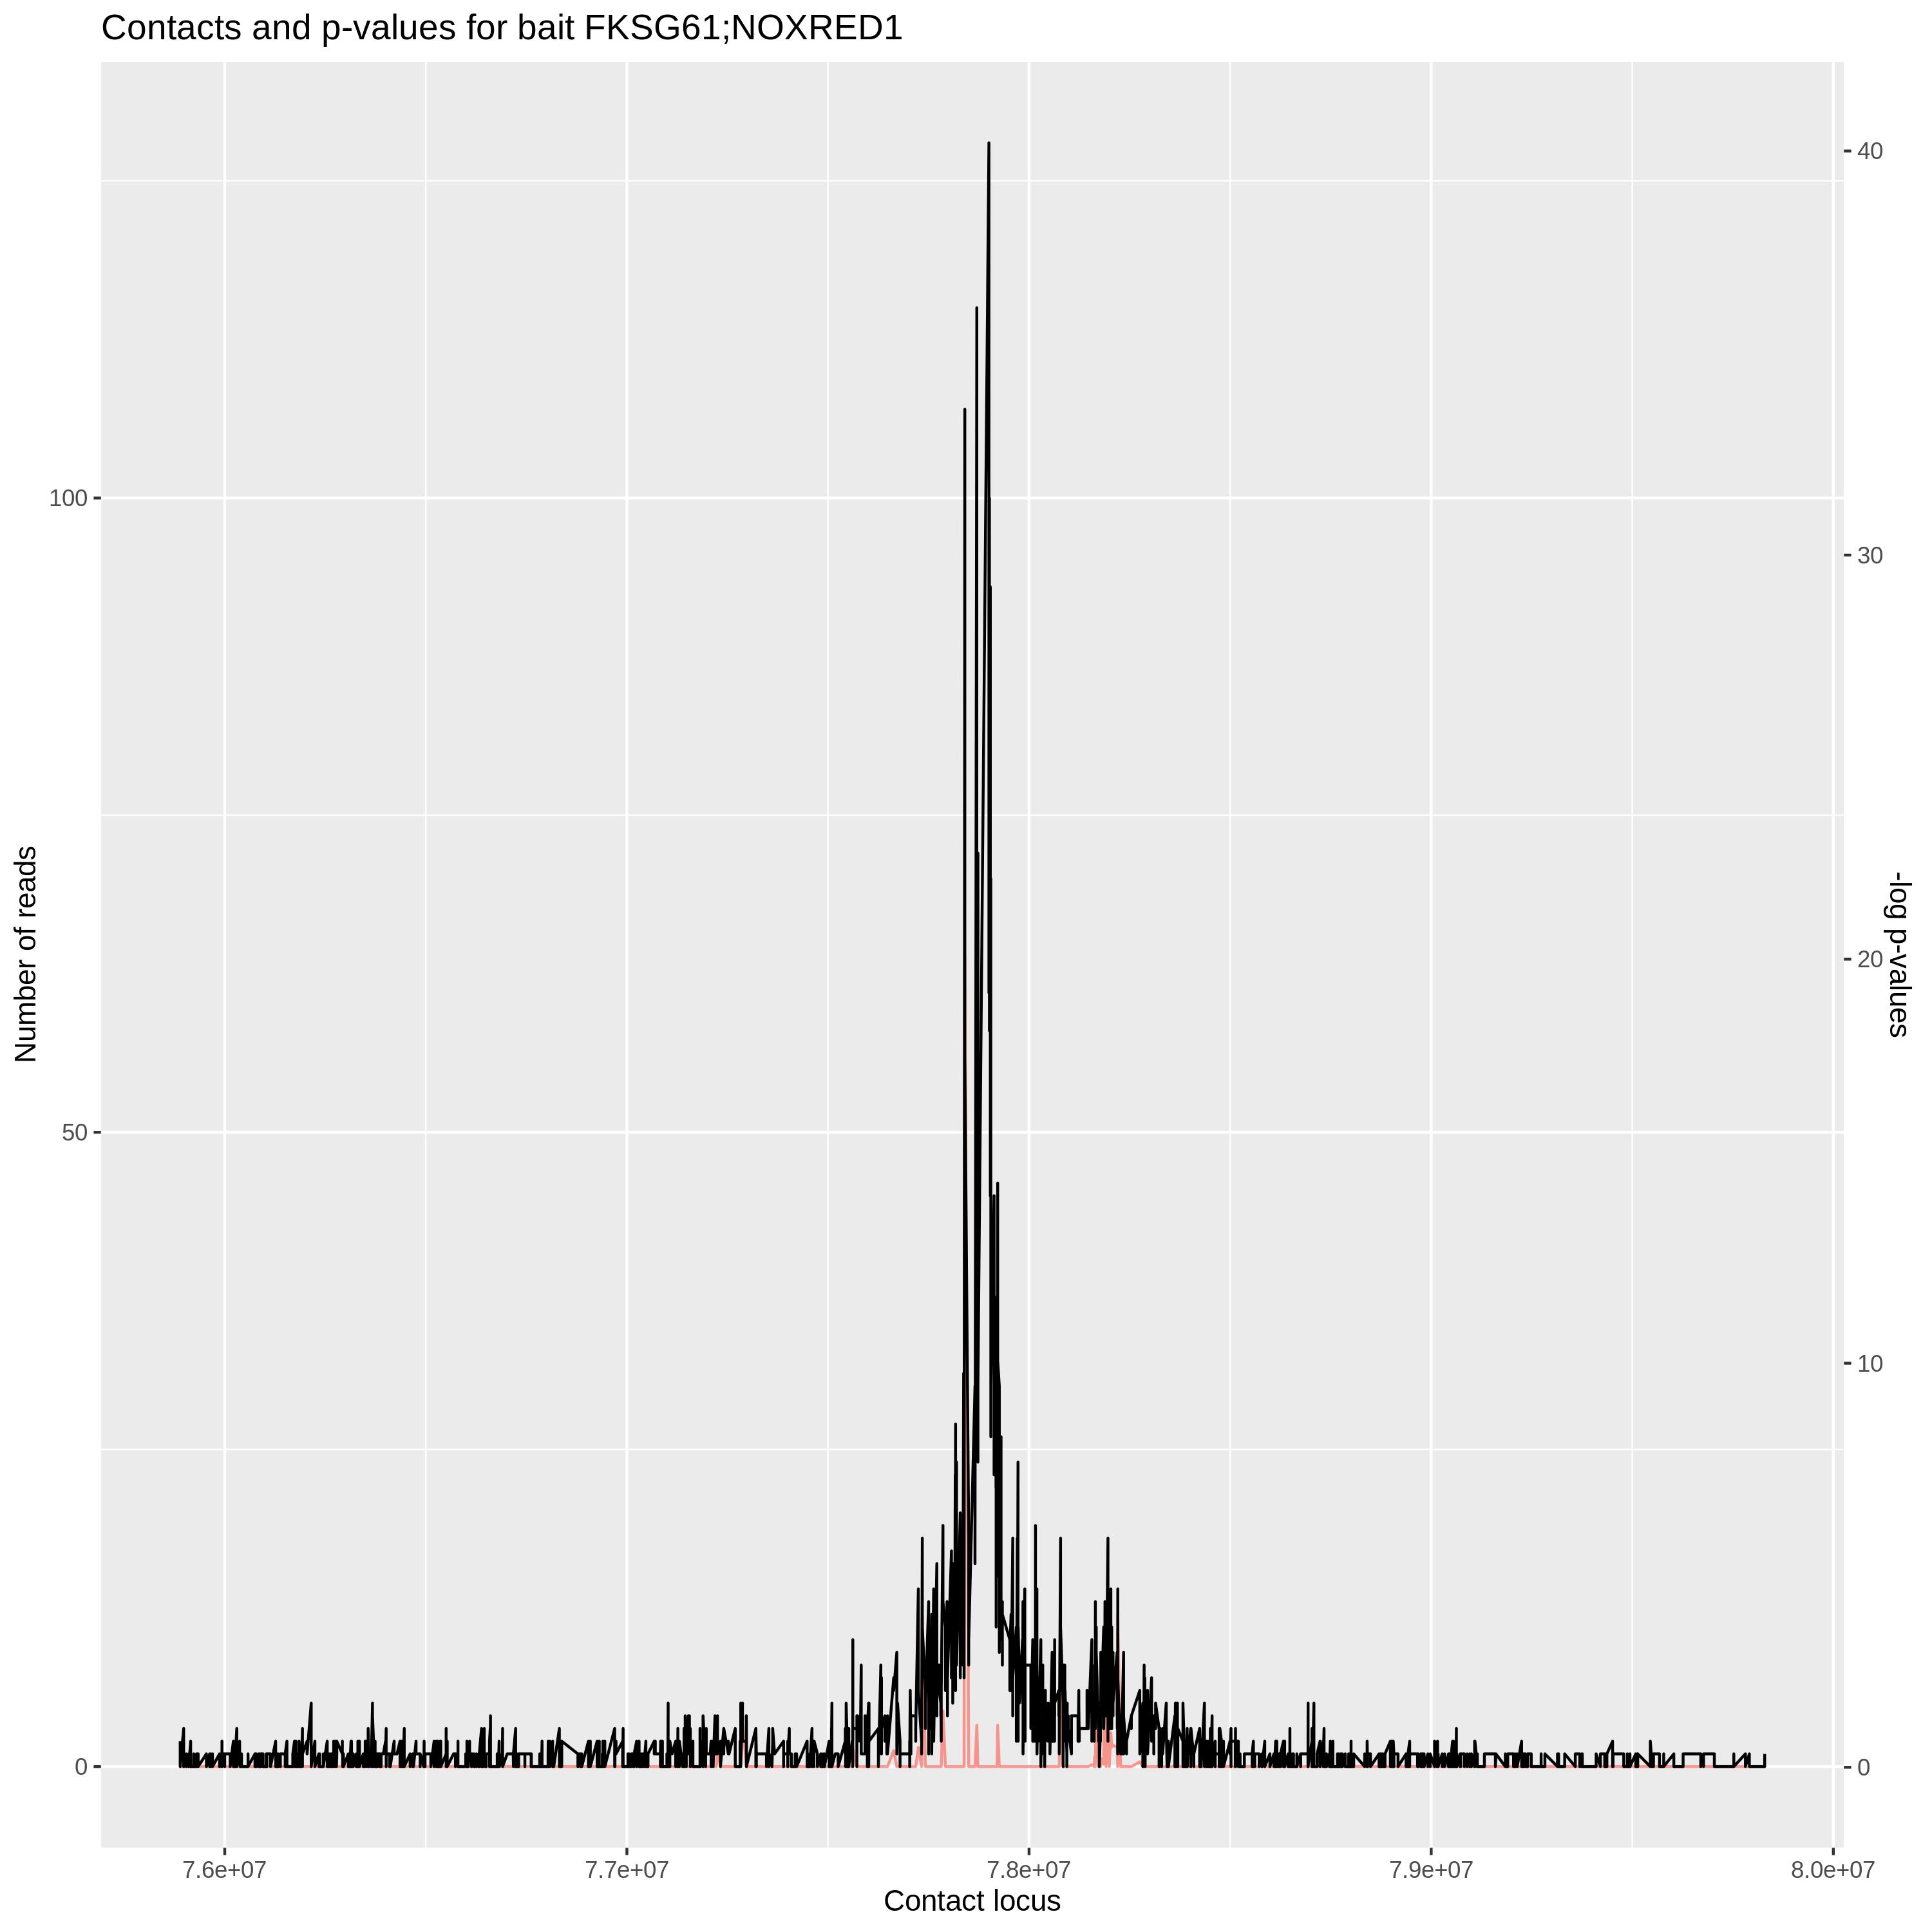 Contacts and p-values for bait FKSG61;NOXRED1
Number of reads
100
50
0
40
30
20
10
0
-log p-values
7.6e+07
7.7e+07
7.8e+07
7.9e+07
8.0e+07
Contact locus